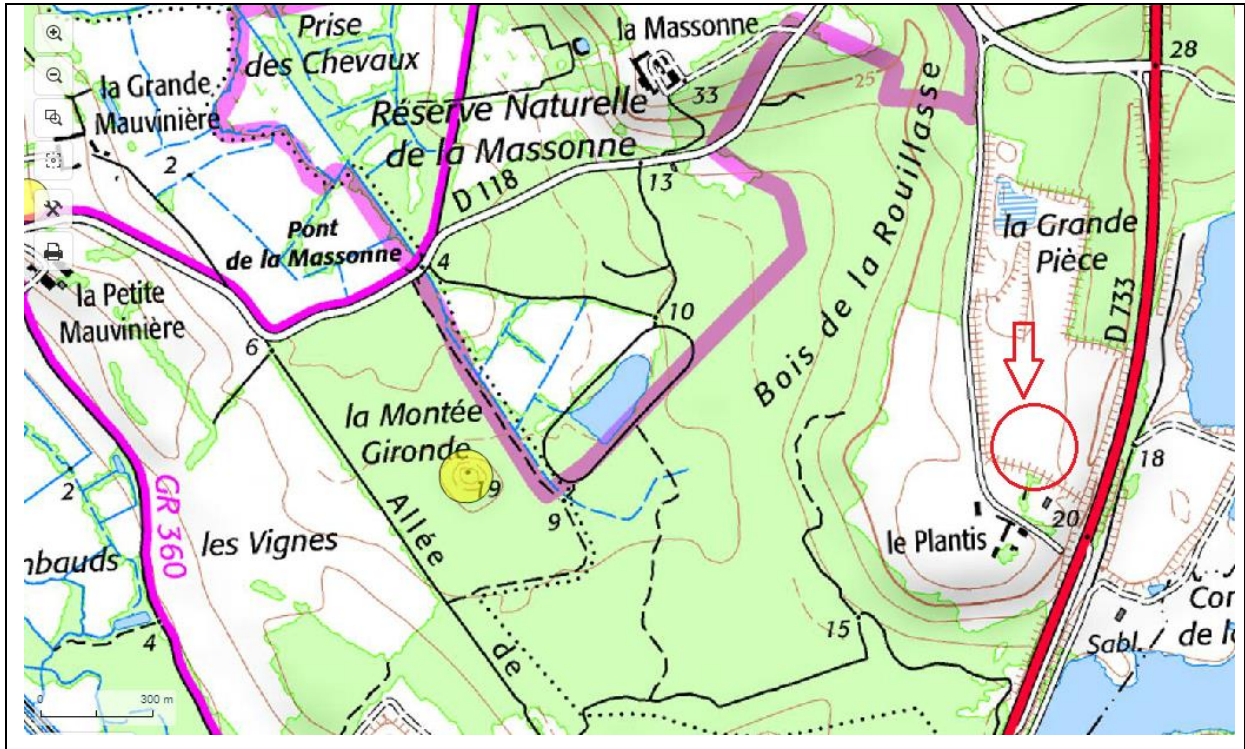 Prise
des Chevaux
la Massonne
28
la Grande
Mauvinière
33
25
Réserve Naturelle
de la Massonne
2
13
D 118
Bois de la Rouillasse
la Grande
Pièce
Pont
de la Massonne
4
la Petite
Mauvinière
6
10
D 733
la Montée
Gironde
19
18
2
GR 360
les Vignes
9
Allée
de
20
le Plantis
nbauds
4
15
Sabl.
Cor
de l
0
300 m